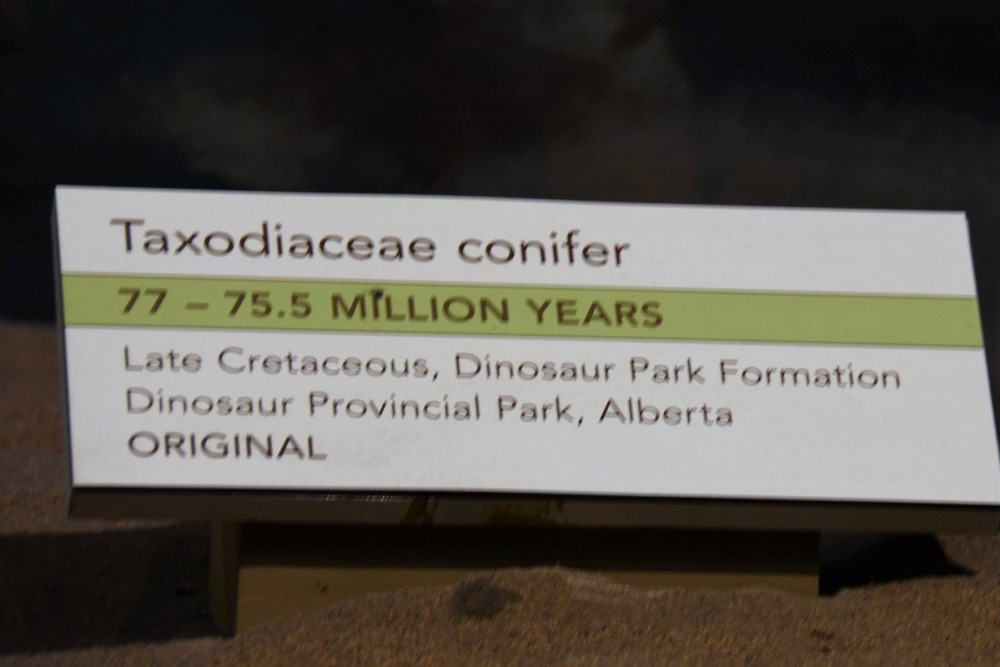 Taxodiaceae conifer
77 – 75.5 MILLION YEARS
Late Cretaceous, Dinosaur Park Formation
Dinosaur Provincial Park, Alberta
ORIGINAL